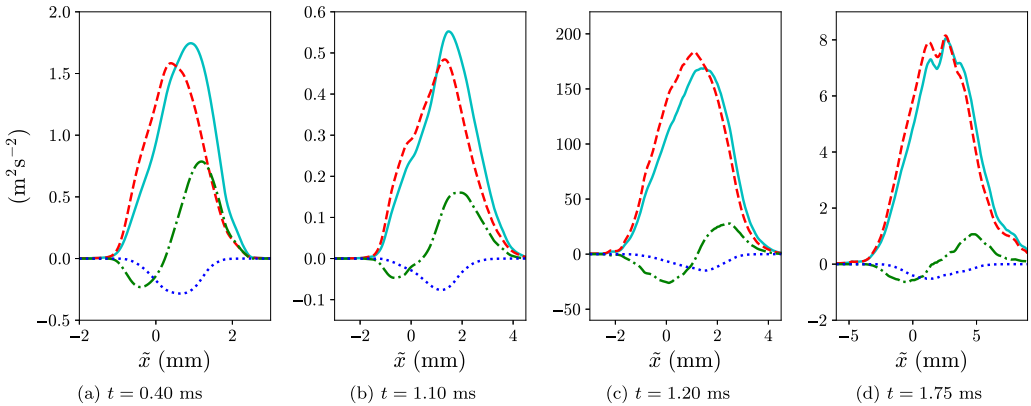 (m² s⁻²)
2.0
1.5
1.0
0.5
0.0
−0.5
−2 0 2
x̃ (mm)
(a) t = 0.40 ms
0.6
0.5
0.4
0.3
0.2
0.1
0.0
−0.1
−2 0 2 4
x̃ (mm)
(b) t = 1.10 ms
200
150
100
50
0
−50
−2 0 2 4
x̃ (mm)
(c) t = 1.20 ms
8
6
4
2
0
−2
−5 0 5
x̃ (mm)
(d) t = 1.75 ms